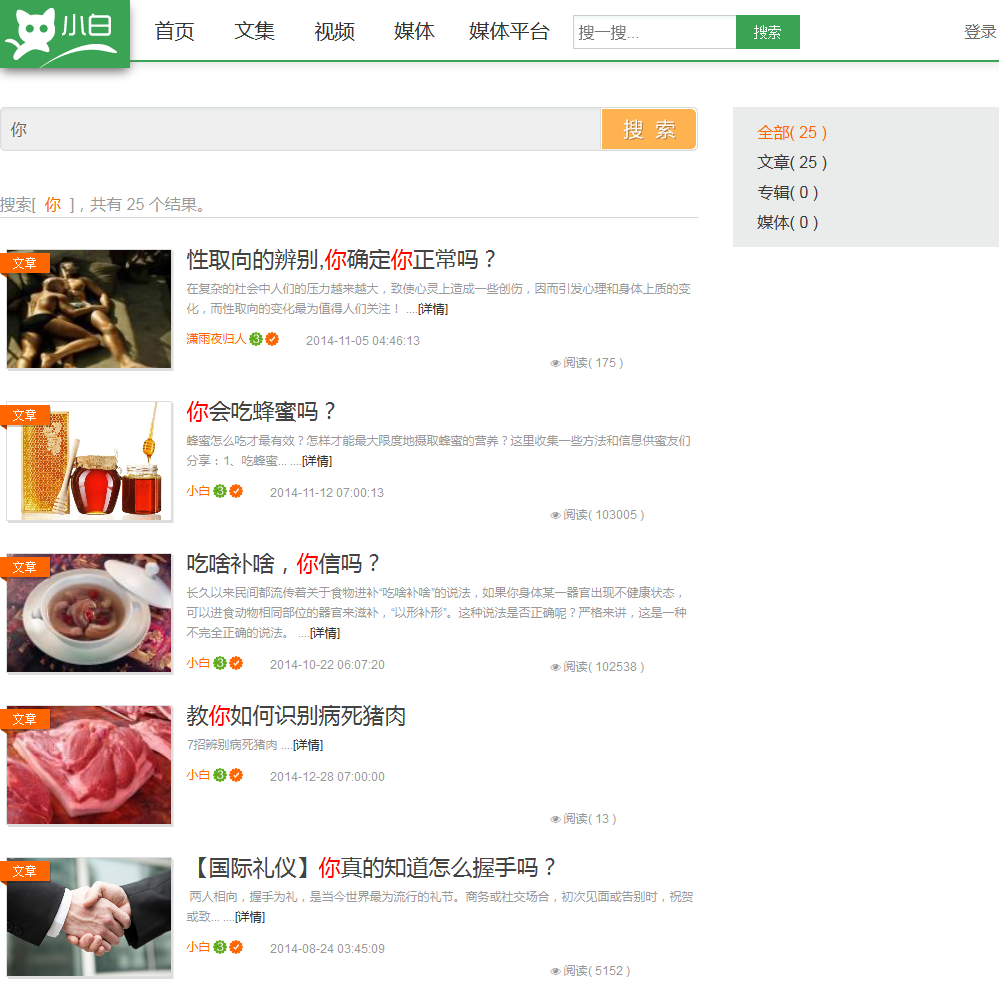 小白
首页 文集 视频 媒体 媒体平台 搜一搜... 搜索 登录
你 搜 索
全部( 25 )
文章( 25 )
专辑( 0 )
媒体( 0 )
搜索[ 你 ]，共有 25 个结果。
文章
性取向的辨别,你确定你正常吗？
在复杂的社会中人们的压力越来越大，致使心灵上造成一些创伤，因而引发心理和身体上质的变
化，而性取向的变化最为值得人们关注！ ....[详情]
潇雨夜归人 3 2014-11-05 04:46:13
阅读( 175 )
文章
你会吃蜂蜜吗？
蜂蜜怎么吃才最有效？怎样才能最大限度地摄取蜂蜜的营养？这里收集一些方法和信息供蜜友们
分享：1、吃蜂蜜... ....[详情]
小白 3 2014-11-12 07:00:13
阅读( 103005 )
文章
吃啥补啥，你信吗？
长久以来民间都流传着关于食物进补“吃啥补啥”的说法，如果你身体某一器官出现不健康状态，
可以进食动物相同部位的器官来滋补，“以形补形”。这种说法是否正确呢？严格来讲，这是一种
不完全正确的说法。 ....[详情]
小白 3 2014-10-22 06:07:20
阅读( 102538 )
文章
教你如何识别病死猪肉
7招辨别病死猪肉 ....[详情]
小白 3 2014-12-28 07:00:00
阅读( 13 )
文章
【国际礼仪】你真的知道怎么握手吗？
两人相向，握手为礼，是当今世界最为流行的礼节。商务或社交场合，初次见面或告别时，祝贺
或致... ....[详情]
小白 3 2014-08-24 03:45:09
阅读( 5152 )